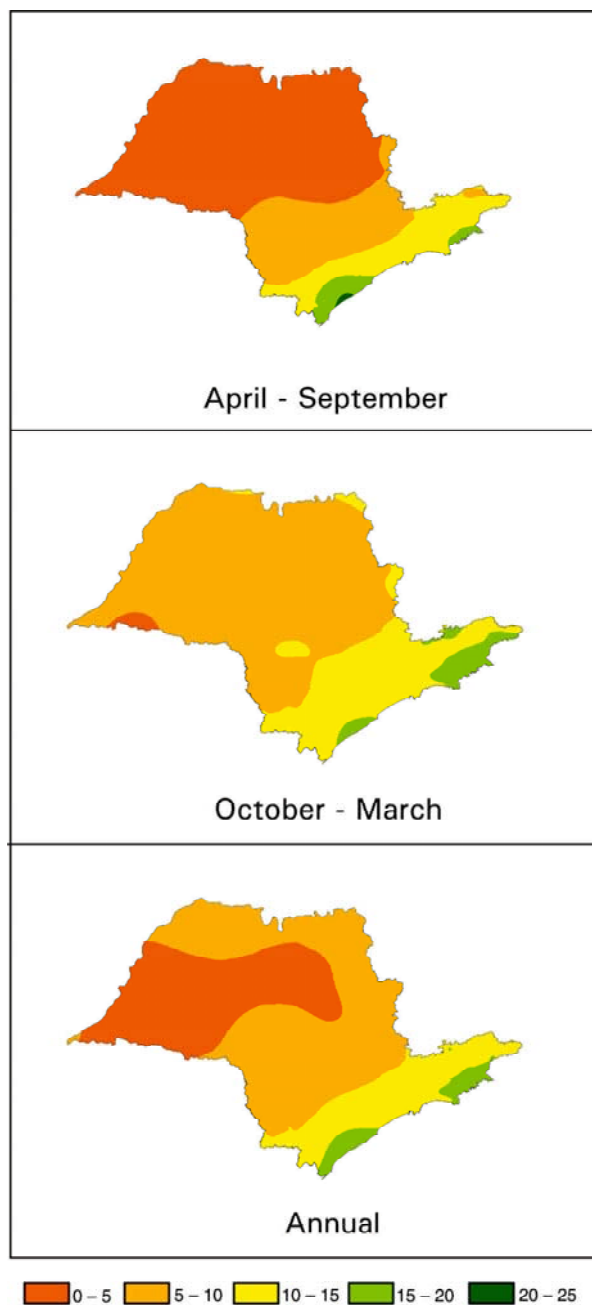 April - September
October - March
Annual
0 – 5 5 – 10 10 – 15 15 – 20 20 – 25